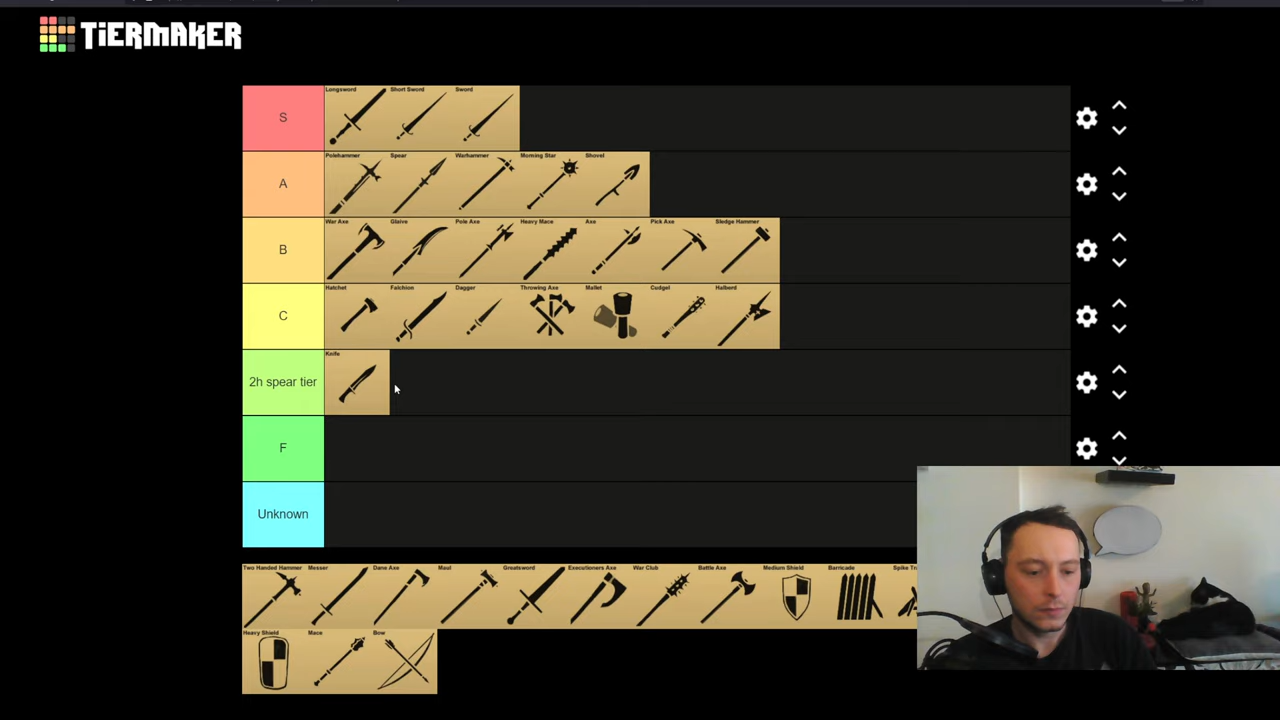 TiERMAKER
S
Longsword
Short Sword
Sword
A
Polehammer
Spear
Warhammer
Morning Star
Shovel
B
War Axe
Glaive
Pole Axe
Heavy Mace
Axe
Pick Axe
Sledge Hammer
C
Hatchet
Falchion
Dagger
Throwing Axe
Mallet
Cudgel
Halberd
2h spear tier
Knife
F
Unknown
Two Handed Hammer
Messer
Dane Axe
Maul
Greatsword
Executioners Axe
War Club
Battle Axe
Medium Shield
Barricade
Spike Tr
Heavy Shield
Mace
Bow